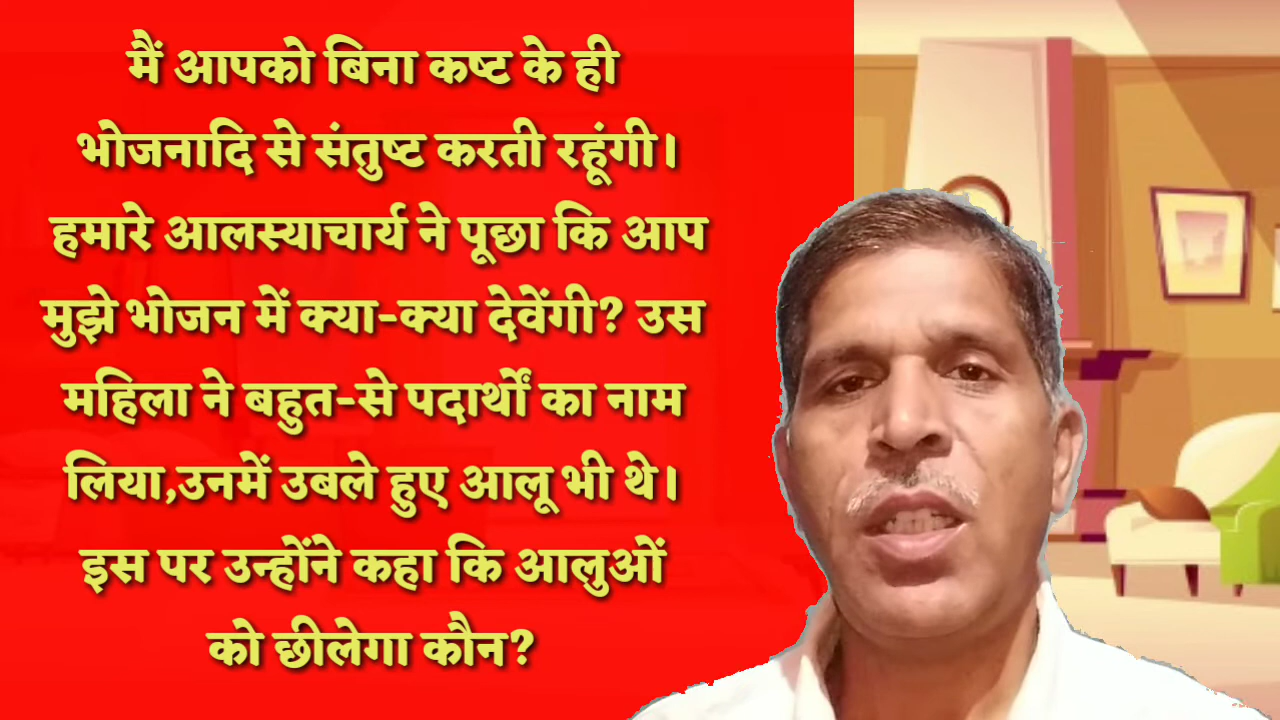 मैं आपको बिना कष्ट के ही
भोजनादि से संतुष्ट करती रहूंगी।
हमारे आलस्याचार्य ने पूछा कि आप
मुझे भोजन में क्या-क्या देवेंगी? उस
महिला ने बहुत-से पदार्थों का नाम
लिया,उनमें उबले हुए आलू भी थे।
इस पर उन्होंने कहा कि आलुओं
को छीलेगा कौन?